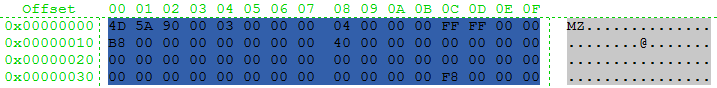 Offset 00 01 02 03 04 05 06 07 08 09 0A 0B 0C 0D 0E 0F
0x00000000 4D 5A 90 00 03 00 00 00 04 00 00 00 FF FF 00 00 MZ..............
0x00000010 B8 00 00 00 00 00 00 00 40 00 00 00 00 00 00 00 ........@.......
0x00000020 00 00 00 00 00 00 00 00 00 00 00 00 00 00 00 00 ................
0x00000030 00 00 00 00 00 00 00 00 00 00 00 00 F8 00 00 00 ................